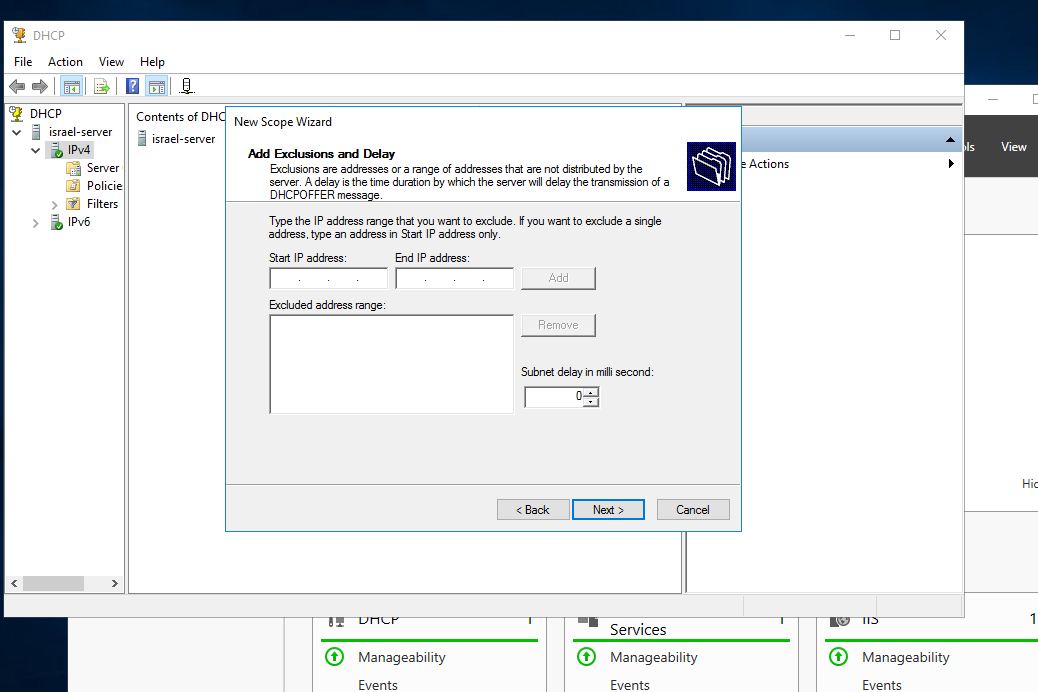 DHCP
File Action View Help
DHCP
israel-server
IPv4
Server
Policie
Filters
IPv6
Contents of DHC
israel-server
e Actions
ols View
Hid
New Scope Wizard
Add Exclusions and Delay
Exclusions are addresses or a range of addresses that are not distributed by the
server. A delay is the time duration by which the server will delay the transmission of a
DHCPOFFER message.
Type the IP address range that you want to exclude. If you want to exclude a single
address, type an address in Start IP address only.
Start IP address: End IP address:
. . . . . . Add
Excluded address range:
Remove
Subnet delay in milli second:
0
< Back Next > Cancel
DHCP 1
Services 1
IIS 1
Manageability Manageability Manageability
Events Events Events